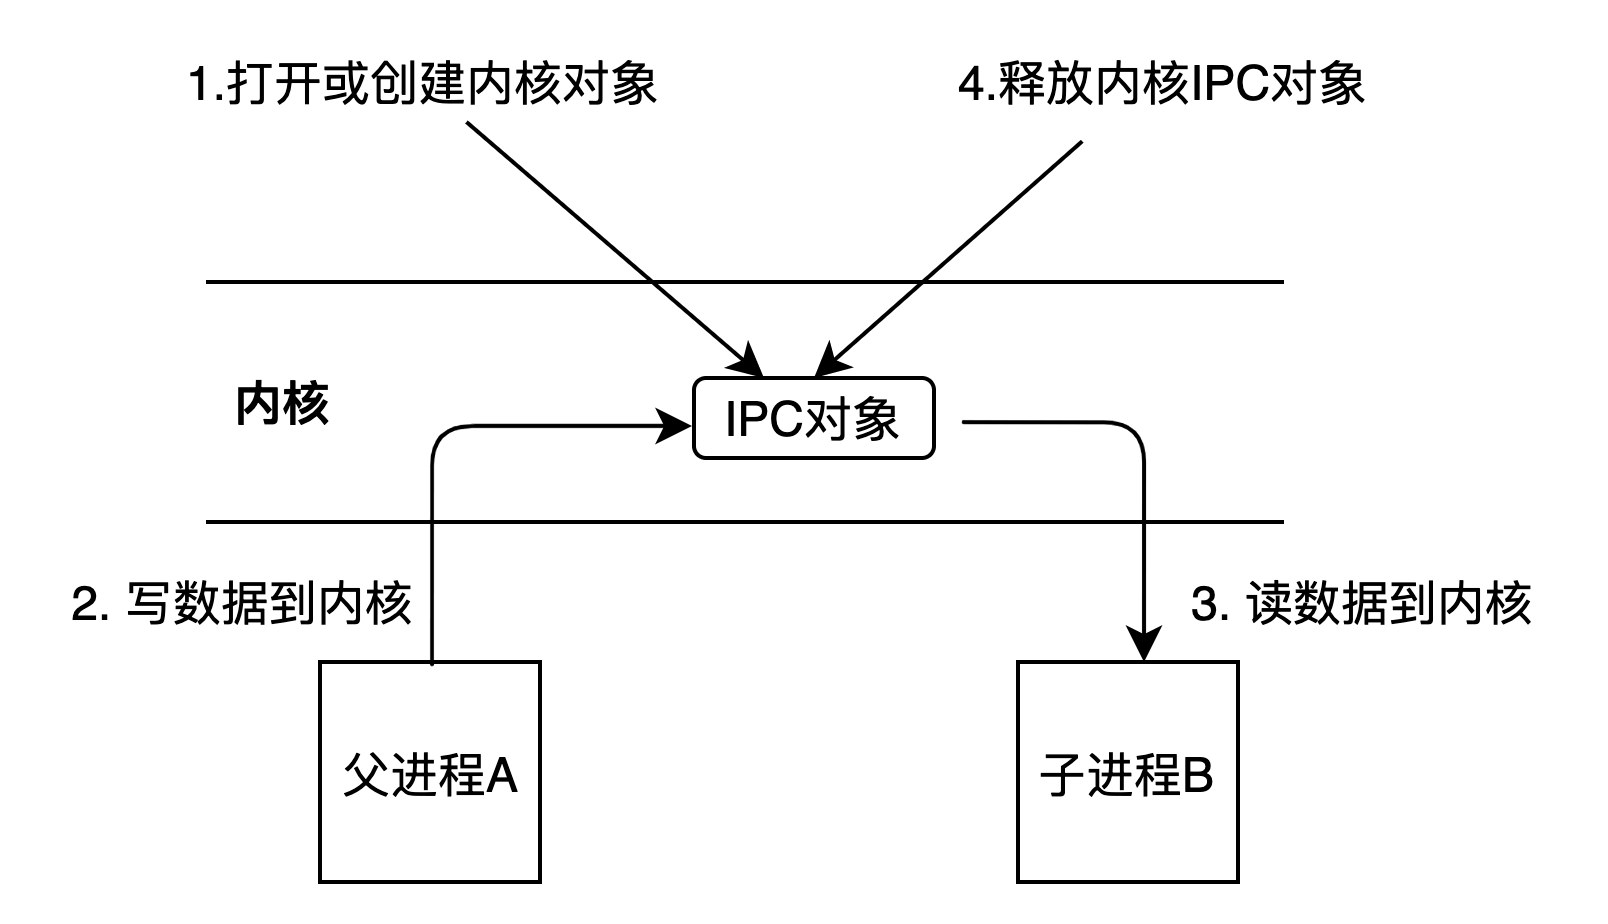 1.打开或创建内核对象
4.释放内核IPC对象
内核
IPC对象
2. 写数据到内核
3. 读数据到内核
父进程A
子进程B